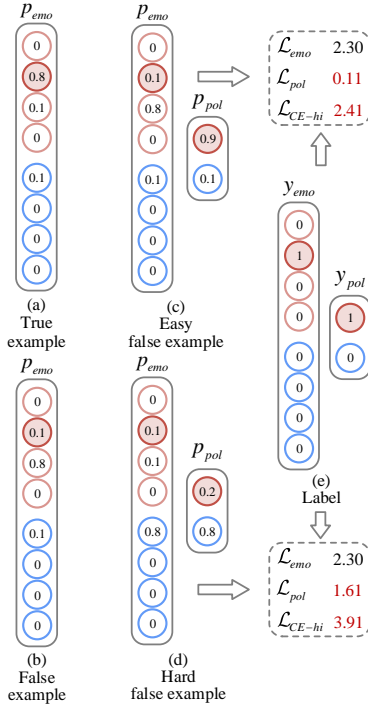 p_emo
0
0.8
0.1
0
0.1
0
0
0
(a)
True
example
p_emo
0
0.1
0.8
0
0.1
0
0
0
p_pol
0.9
0.1
(c)
Easy
false example
ℒ_emo 2.30
ℒ_pol 0.11
ℒ_CE−hi 2.41
y_emo
0
1
0
0
0
0
0
0
y_pol
1
0
(e)
Label
p_emo
0
0.1
0.8
0
0.1
0
0
0
(b)
False
example
p_emo
0
0.1
0.1
0
0.8
0
0
0
p_pol
0.2
0.8
(d)
Hard
false example
ℒ_emo 2.30
ℒ_pol 1.61
ℒ_CE−hi 3.91